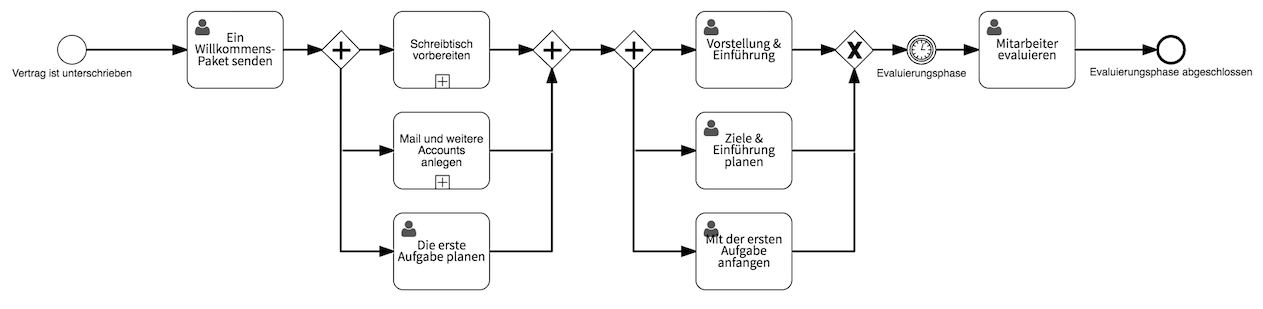 Vertrag ist unterschrieben
Ein
Willkommens-
Paket senden
Schreibtisch
vorbereiten
Mail und weitere
Accounts
anlegen
Die erste
Aufgabe planen
Vorstellung &
Einführung
Ziele &
Einführung
planen
Mit der ersten
Aufgabe
anfangen
Evaluierungsphase
Mitarbeiter
evaluieren
Evaluierungsphase abgeschlossen